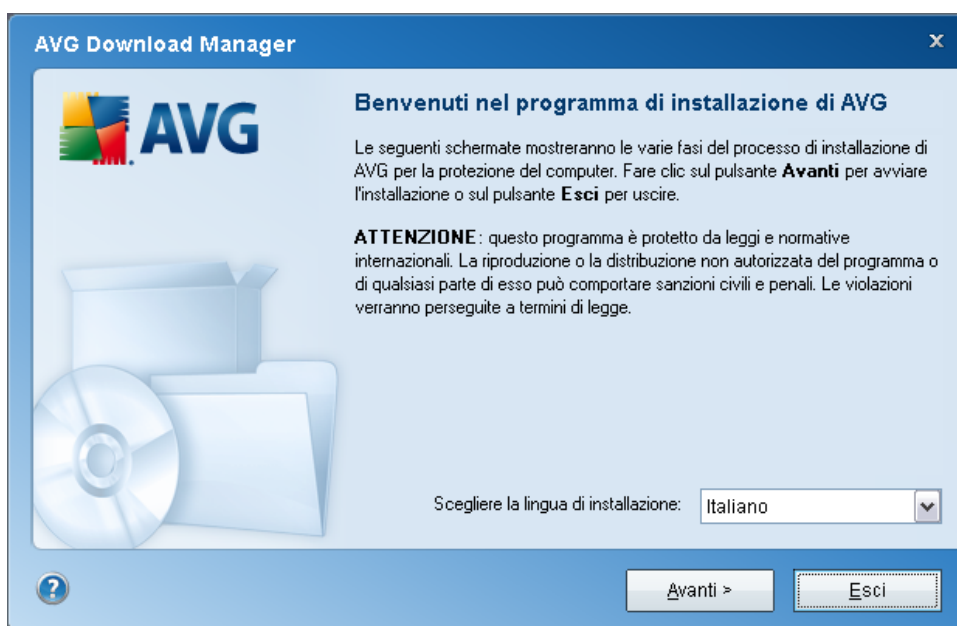 AVG Download Manager
x
AVG
Benvenuti nel programma di installazione di AVG
Le seguenti schermate mostreranno le varie fasi del processo di installazione di
AVG per la protezione del computer. Fare clic sul pulsante Avanti per avviare
l'installazione o sul pulsante Esci per uscire.
ATTENZIONE: questo programma è protetto da leggi e normative
internazionali. La riproduzione o la distribuzione non autorizzata del programma o
di qualsiasi parte di esso può comportare sanzioni civili e penali. Le violazioni
verranno perseguite a termini di legge.
Scegliere la lingua di installazione: Italiano
? Avanti > Esci